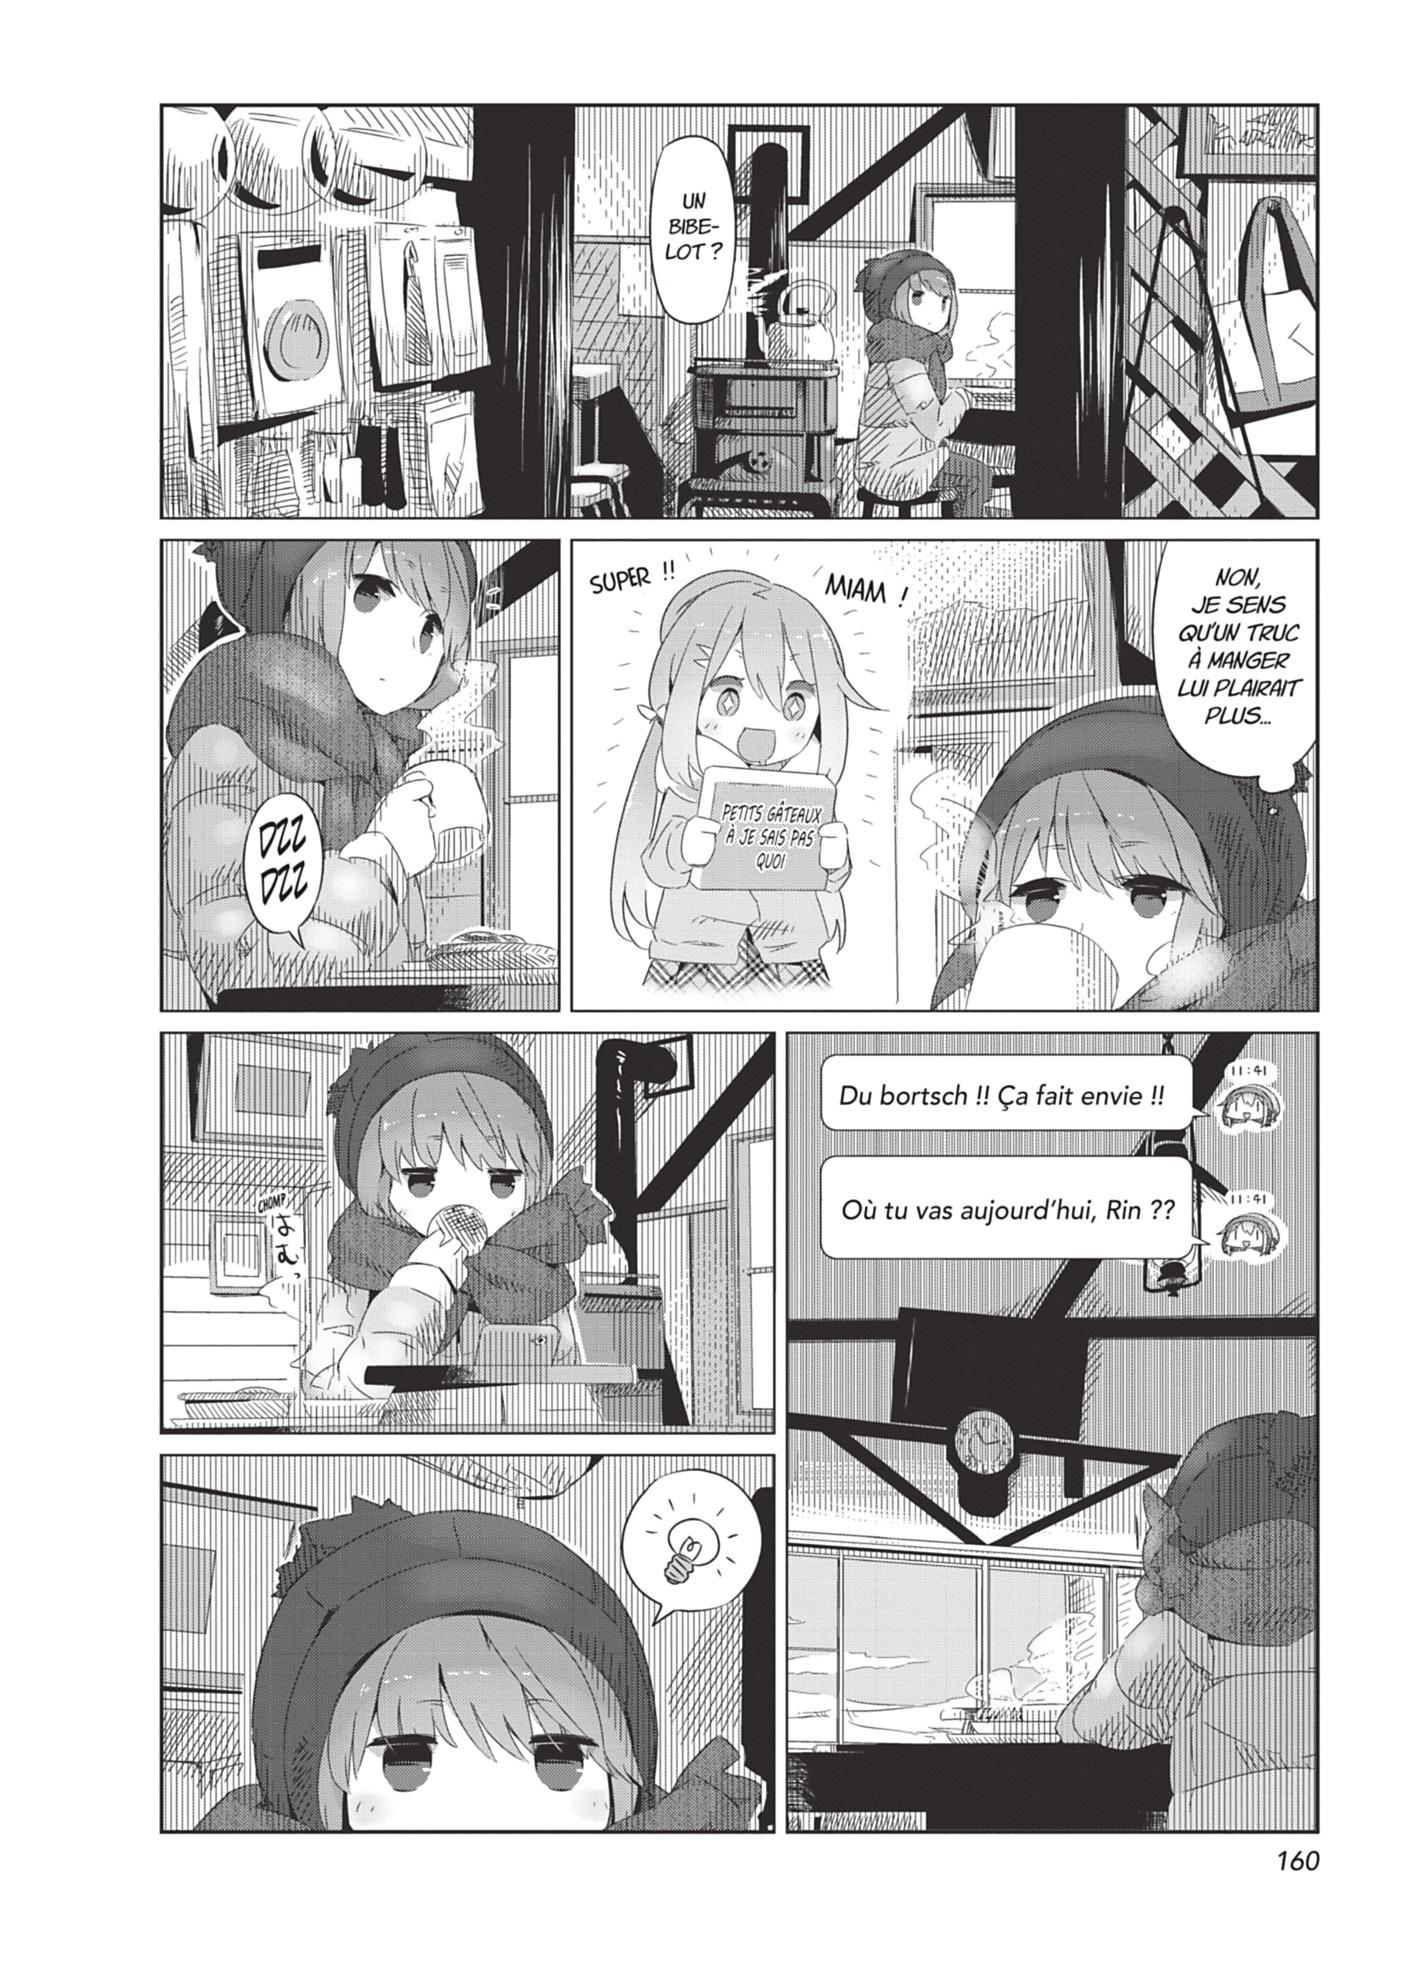 UN
BIBE-
LOT ?
NON,
JE SENS
QU'UN TRUC
À MANGER
LUI PLAIRAIT
PLUS...
MIAM !
SUPER !!
PETITS GÂTEAUX
À JE SAIS PAS
QUOI
DZZ
DZZ
11:41
Du bortsch !! Ça fait envie !!
11:41
Où tu vas aujourd'hui, Rin ??
CHOMP
はむっ
160